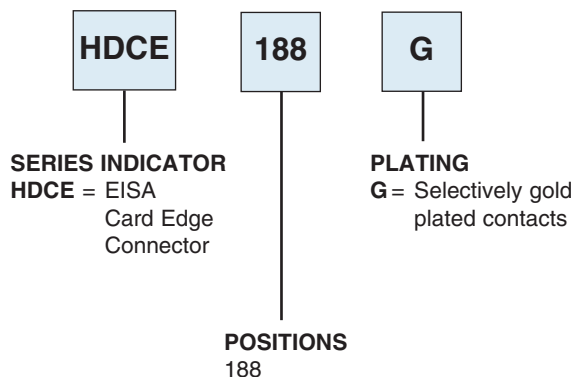 HDCE 188 G
SERIES INDICATOR
HDCE = EISA
Card Edge
Connector
PLATING
G = Selectively gold
plated contacts
POSITIONS
188